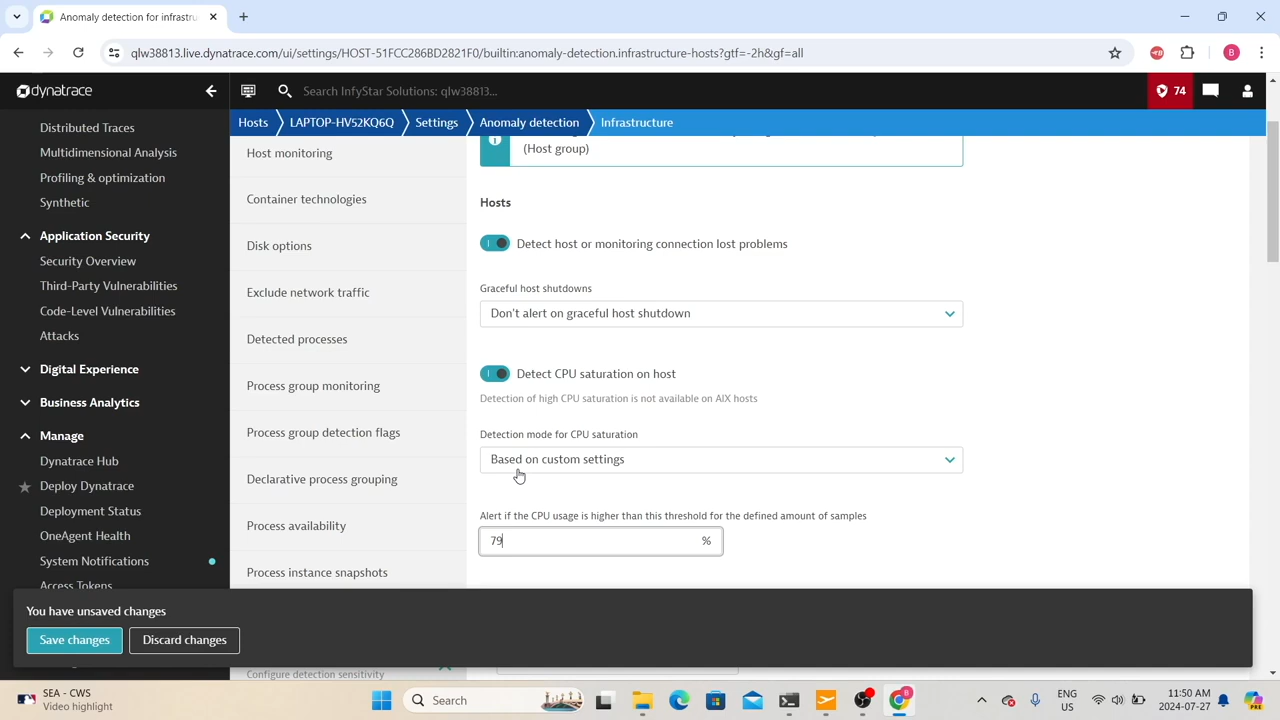 Anomaly detection for infrastru
qlw38813.live.dynatrace.com/ui/settings/HOST-51FCC286BD2821F0/builtin:anomaly-detection.infrastructure-hosts?gtf=-2h&gf=all
B
dynatrace
Search InfyStar Solutions: qlw38813...
74
Hosts
LAPTOP-HV52KQ6Q
Settings
Anomaly detection
Infrastructure
Distributed Traces
Multidimensional Analysis
Profiling & optimization
Synthetic
Application Security
Security Overview
Third-Party Vulnerabilities
Code-Level Vulnerabilities
Attacks
Digital Experience
Business Analytics
Manage
Dynatrace Hub
Deploy Dynatrace
Deployment Status
OneAgent Health
System Notifications
Access Tokens
Host monitoring
Container technologies
Disk options
Exclude network traffic
Detected processes
Process group monitoring
Process group detection flags
Declarative process grouping
Process availability
Process instance snapshots
(Host group)
Hosts
Detect host or monitoring connection lost problems
Graceful host shutdowns
Don't alert on graceful host shutdown
Detect CPU saturation on host
Detection of high CPU saturation is not available on AIX hosts
Detection mode for CPU saturation
Based on custom settings
Alert if the CPU usage is higher than this threshold for the defined amount of samples
79 %
You have unsaved changes
Save changes
Discard changes
Configure detection sensitivity
SEA - CWS
Video highlight
Search
B
ENG
US
11:50 AM
2024-07-27
PRE